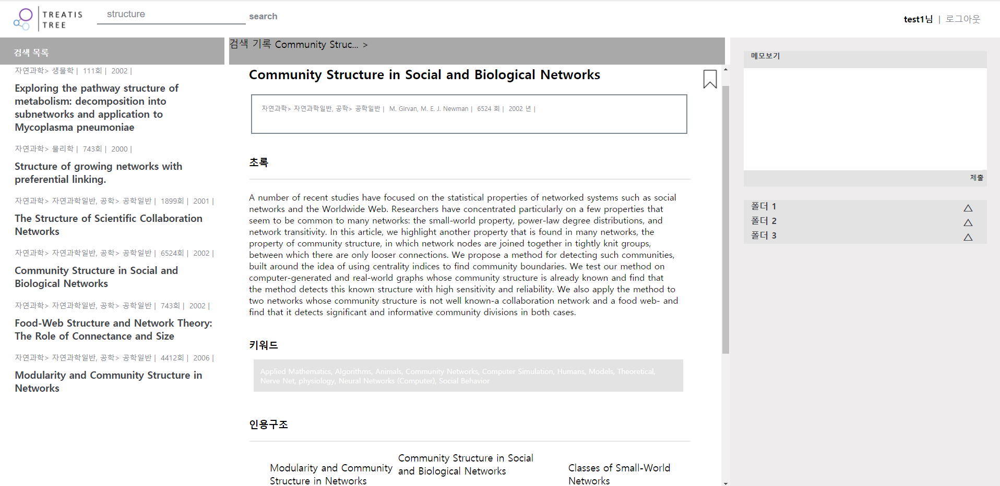 TREATIS
TREE
structure
search
test1님 | 로그아웃
검색 목록
자연과학> 생물학 | 111회 | 2002 |
Exploring the pathway structure of
metabolism: decomposition into
subnetworks and application to
Mycoplasma pneumoniae
자연과학> 물리학 | 743회 | 2000 |
Structure of growing networks with
preferential linking.
자연과학> 자연과학일반, 공학> 공학일반 | 1899회 | 2001 |
The Structure of Scientific Collaboration
Networks
자연과학> 자연과학일반, 공학> 공학일반 | 6524회 | 2002 |
Community Structure in Social and
Biological Networks
자연과학> 자연과학일반, 공학> 공학일반 | 743회 | 2002 |
Food-Web Structure and Network Theory:
The Role of Connectance and Size
자연과학> 자연과학일반, 공학> 공학일반 | 4412회 | 2006 |
Modularity and Community Structure in
Networks
검색 기록 Community Struc... >
Community Structure in Social and Biological Networks
자연과학> 자연과학일반, 공학> 공학일반 | M. Girvan, M. E. J. Newman | 6524 회 | 2002 년 |
초록
A number of recent studies have focused on the statistical properties of networked systems such as social
networks and the Worldwide Web. Researchers have concentrated particularly on a few properties that
seem to be common to many networks: the small-world property, power-law degree distributions, and
network transitivity. In this article, we highlight another property that is found in many networks, the
property of community structure, in which network nodes are joined together in tightly knit groups,
between which there are only looser connections. We propose a method for detecting such communities,
built around the idea of using centrality indices to find community boundaries. We test our method on
computer-generated and real-world graphs whose community structure is already known and find that
the method detects this known structure with high sensitivity and reliability. We also apply the method to
two networks whose community structure is not well known-a collaboration network and a food web- and
find that it detects significant and informative community divisions in both cases.
키워드
Applied Mathematics, Algorithms, Animals, Community Networks, Computer Simulation, Humans, Models, Theoretical,
Nerve Net, physiology, Neural Networks (Computer), Social Behavior
인용구조
Modularity and Community
Structure in Networks
Community Structure in Social
and Biological Networks
Classes of Small-World
Networks
메모보기
제출
폴더 1
폴더 2
폴더 3